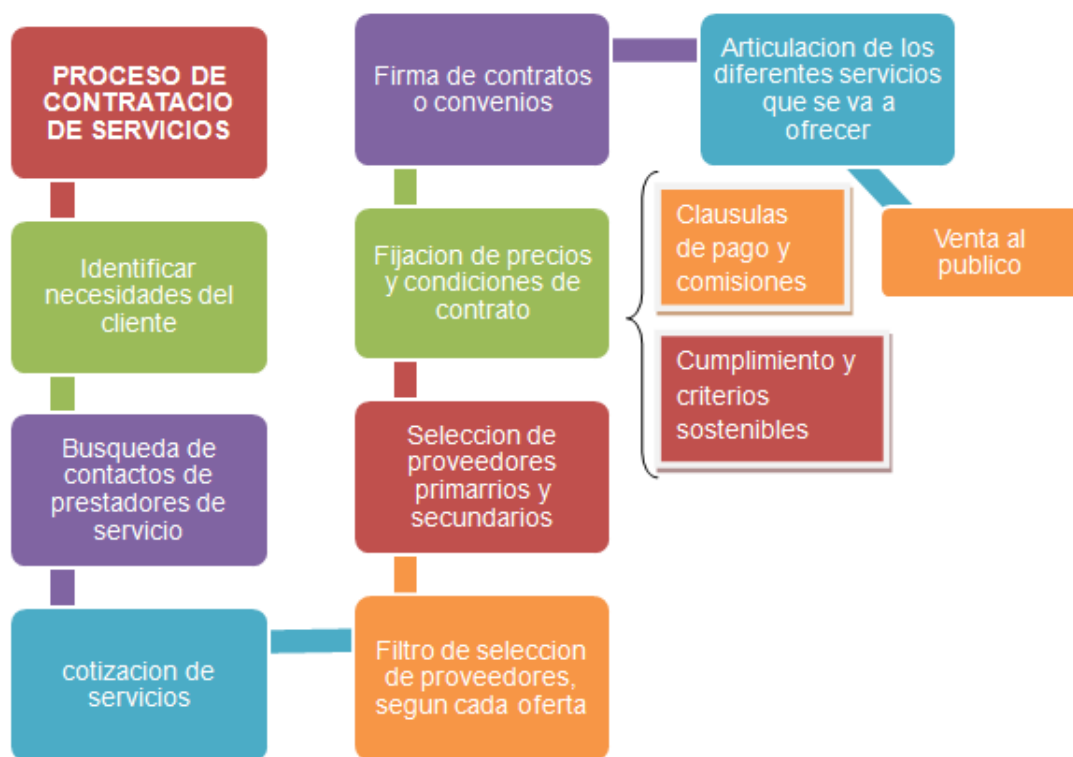 PROCESO DE
CONTRATACIO
DE SERVICIOS
Identificar
necesidades del
cliente
Busqueda de
contactos de
prestadores de
servicio
cotizacion de
servicios
Filtro de seleccion
de proveedores,
segun cada oferta
Seleccion de
proveedores
primarrios y
secundarios
Fijacion de precios
y condiciones de
contrato
Clausulas
de pago y
comisiones
Cumplimiento y
criterios
sostenibles
Firma de contratos
o convenios
Articulacion de los
diferentes servicios
que se va a
ofrecer
Venta al
publico